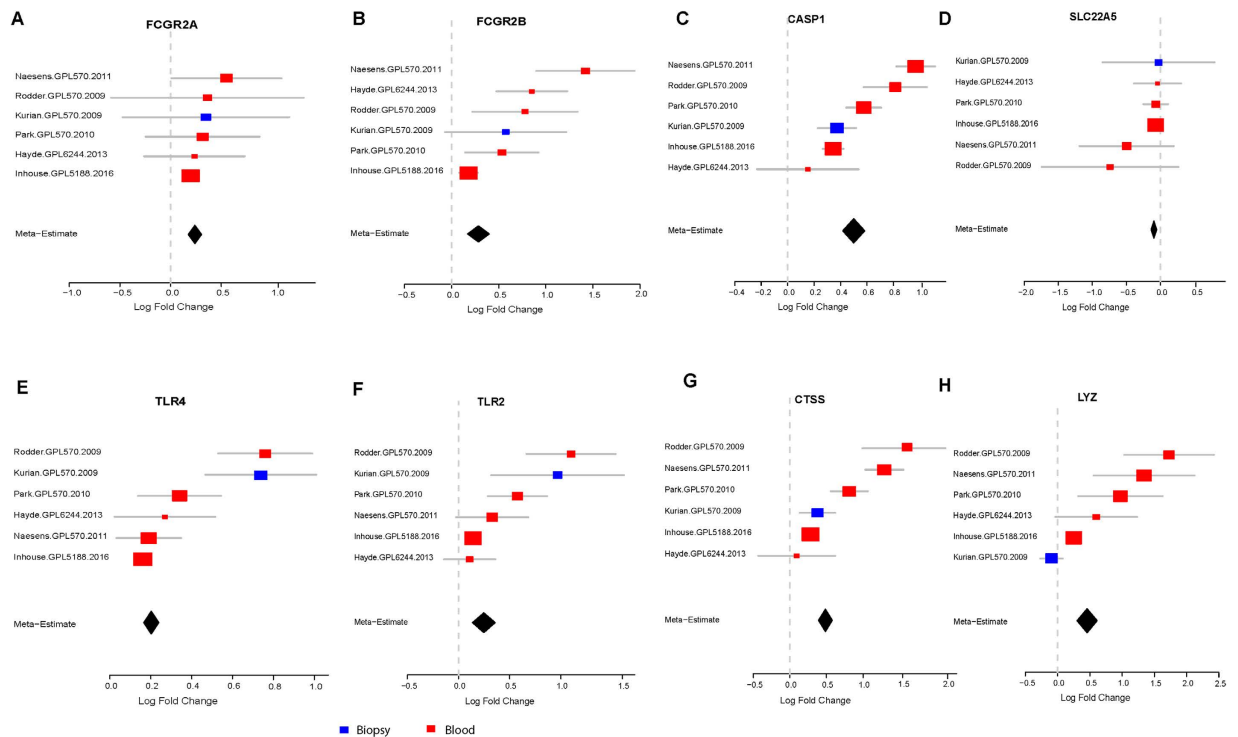 A
FCGR2A
Naesens.GPL570.2011
Rodder.GPL570.2009
Kurian.GPL570.2009
Park.GPL570.2010
Hayde.GPL6244.2013
Inhouse.GPL5188.2016
Meta-Estimate
-1.0 -0.5 0.0 0.5 1.0
Log Fold Change
B
FCGR2B
Naesens.GPL570.2011
Hayde.GPL6244.2013
Rodder.GPL570.2009
Kurian.GPL570.2009
Park.GPL570.2010
Inhouse.GPL5188.2016
Meta-Estimate
-0.5 0.0 0.5 1.0 1.5 2.0
Log Fold Change
C
CASP1
Naesens.GPL570.2011
Rodder.GPL570.2009
Park.GPL570.2010
Kurian.GPL570.2009
Inhouse.GPL5188.2016
Hayde.GPL6244.2013
Meta-Estimate
-0.4 -0.2 0.0 0.2 0.4 0.6 0.8 1.0
Log Fold Change
D
SLC22A5
Kurian.GPL570.2009
Hayde.GPL6244.2013
Park.GPL570.2010
Inhouse.GPL5188.2016
Naesens.GPL570.2011
Rodder.GPL570.2009
Meta-Estimate
-2.0 -1.5 -1.0 -0.5 0.0 0.5
Log Fold Change
E
TLR4
Rodder.GPL570.2009
Kurian.GPL570.2009
Park.GPL570.2010
Hayde.GPL6244.2013
Naesens.GPL570.2011
Inhouse.GPL5188.2016
Meta-Estimate
0.0 0.2 0.4 0.6 0.8 1.0
Log Fold Change
F
TLR2
Rodder.GPL570.2009
Kurian.GPL570.2009
Park.GPL570.2010
Naesens.GPL570.2011
Inhouse.GPL5188.2016
Hayde.GPL6244.2013
Meta-Estimate
-0.5 0.0 0.5 1.0 1.5
Log Fold Change
G
CTSS
Rodder.GPL570.2009
Naesens.GPL570.2011
Park.GPL570.2010
Kurian.GPL570.2009
Inhouse.GPL5188.2016
Hayde.GPL6244.2013
Meta-Estimate
-0.5 0.0 0.5 1.0 1.5 2.0
Log Fold Change
H
LYZ
Rodder.GPL570.2009
Naesens.GPL570.2011
Park.GPL570.2010
Hayde.GPL6244.2013
Inhouse.GPL5188.2016
Kurian.GPL570.2009
Meta-Estimate
-0.5 0.0 0.5 1.0 1.5 2.0 2.5
Log Fold Change
Biopsy Blood